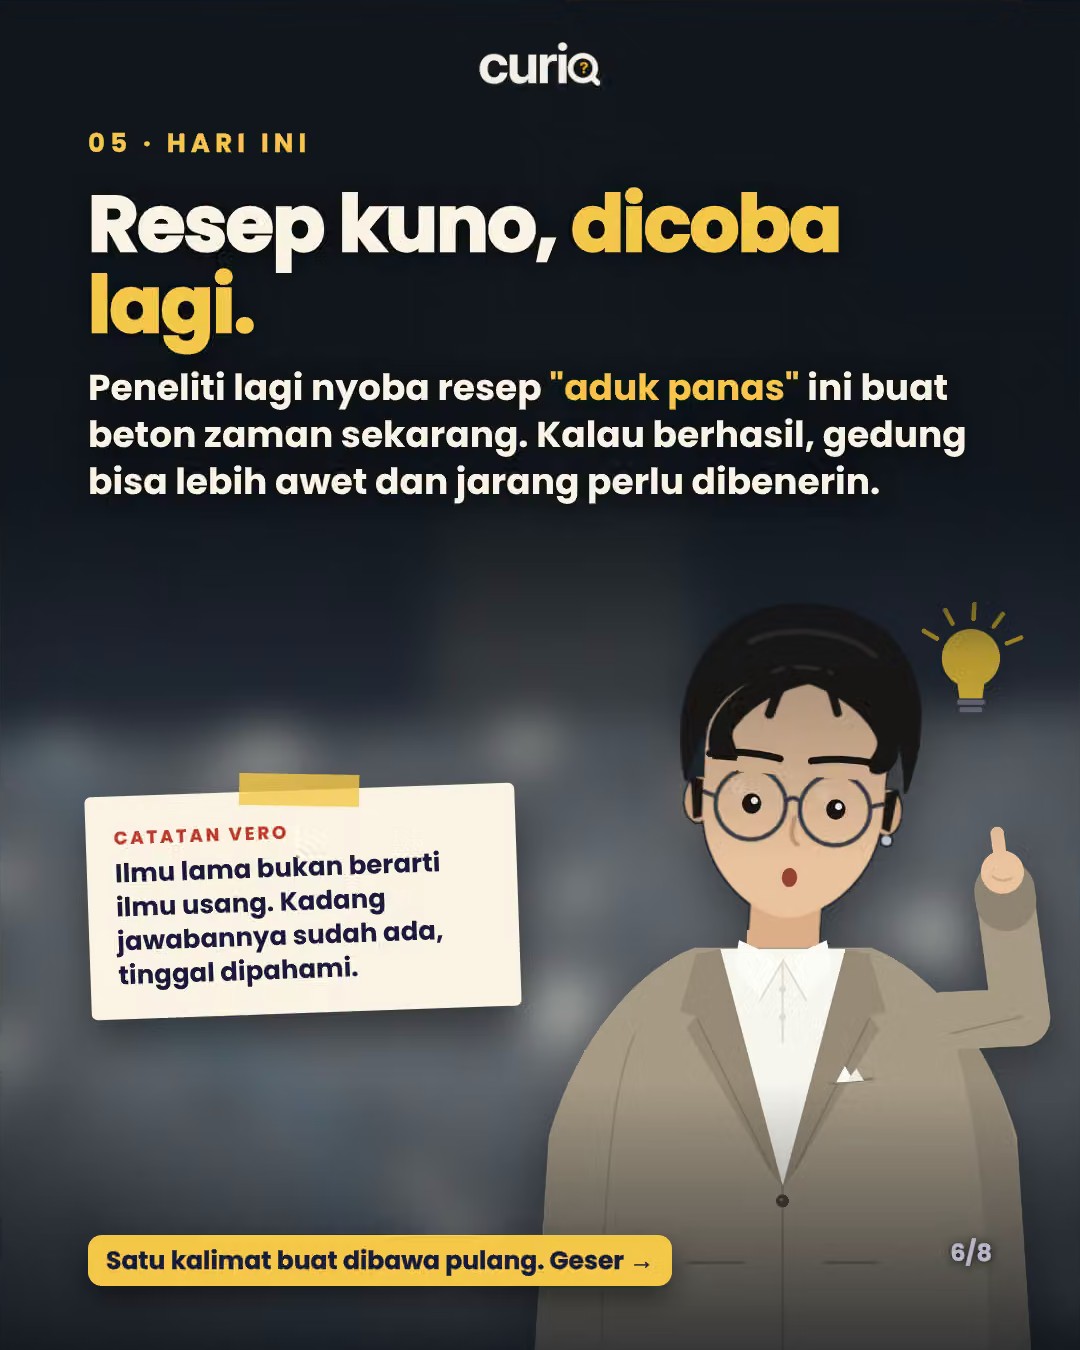 curio
05 · HARI INI
Resep kuno, dicoba
lagi.
Peneliti lagi nyoba resep "aduk panas" ini buat
beton zaman sekarang. Kalau berhasil, gedung
bisa lebih awet dan jarang perlu dibenerin.
CATATAN VERO
Ilmu lama bukan berarti
ilmu usang. Kadang
jawabannya sudah ada,
tinggal dipahami.
Satu kalimat buat dibawa pulang. Geser →
6/8